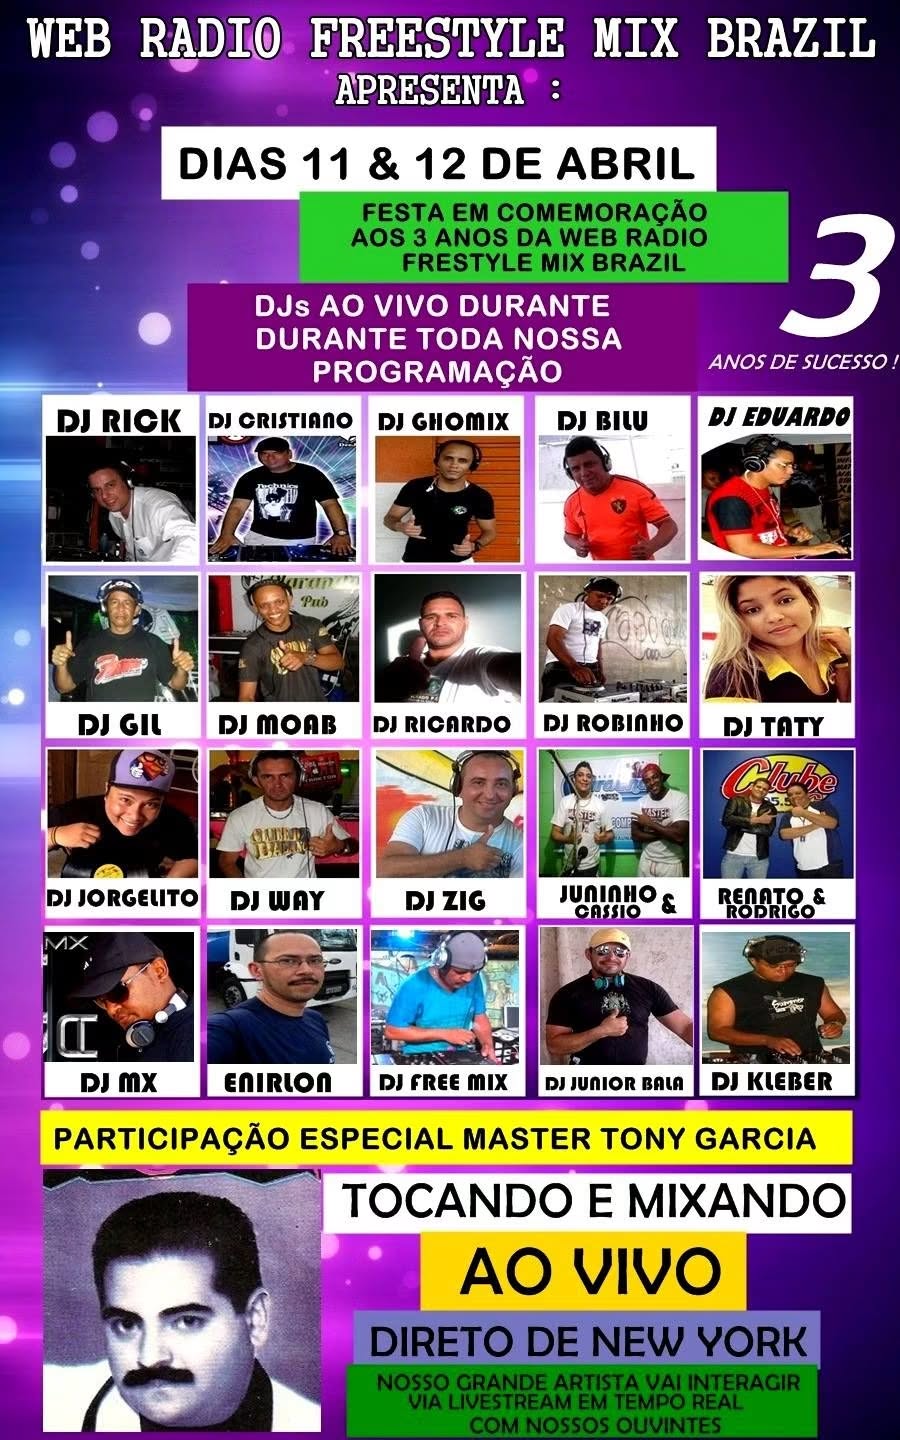 WEB RADIO FREESTYLE MIX BRAZIL
APRESENTA :
DIAS 11 & 12 DE ABRIL
FESTA EM COMEMORAÇÃO
AOS 3 ANOS DA WEB RADIO
FRESTYLE MIX BRAZIL
3
ANOS DE SUCESSO !
DJs AO VIVO DURANTE
DURANTE TODA NOSSA
PROGRAMAÇÃO
DJ RICK
DJ CRISTIANO
DJ GHOMIX
DJ BILU
DJ EDUARDO
Technics
Pub
DJ GIL
DJ MOAB
DJ RICARDO
DJ ROBINHO
DJ TATY
Clube
DJ JORGELITO
DJ WAY
DJ ZIG
JUNINHO &
CASSIO
RENATO &
RODRIGO
MX
DJ MX
ENIRLON
DJ FREE MIX
DJ JUNIOR BALA
DJ KLEBER
PARTICIPAÇÃO ESPECIAL MASTER TONY GARCIA
TOCANDO E MIXANDO
AO VIVO
DIRETO DE NEW YORK
NOSSO GRANDE ARTISTA VAI INTERAGIR
VIA LIVESTREAM EM TEMPO REAL
COM NOSSOS OUVINTES